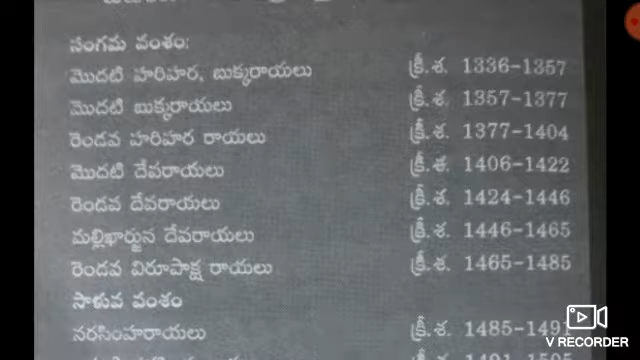 సంగమ వంశం:
మొదటి హరిహర, బుక్కరాయలు క్రీ.శ. 1336-1357
మొదటి బుక్కరాయలు క్రీ.శ. 1357-1377
రెండవ హరిహర రాయలు క్రీ.శ. 1377-1404
మొదటి దేవరాయలు క్రీ.శ. 1406-1422
రెండవ దేవరాయలు క్రీ.శ. 1424-1446
మల్లిఖార్జున దేవరాయలు క్రీ.శ. 1446-1465
రెండవ విరూపాక్ష రాయలు క్రీ.శ. 1465-1485
సాళువ వంశం
నరసింహరాయలు క్రీ.శ. 1485-1491
V RECORDER